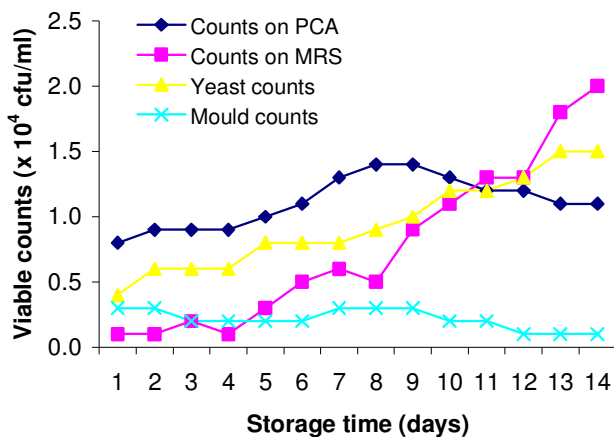 Counts on PCA
Counts on MRS
Yeast counts
Mould counts
Viable counts (x 10⁴ cfu/ml)
2.5
2.0
1.5
1.0
0.5
0.0
1 2 3 4 5 6 7 8 9 10 11 12 13 14
Storage time (days)